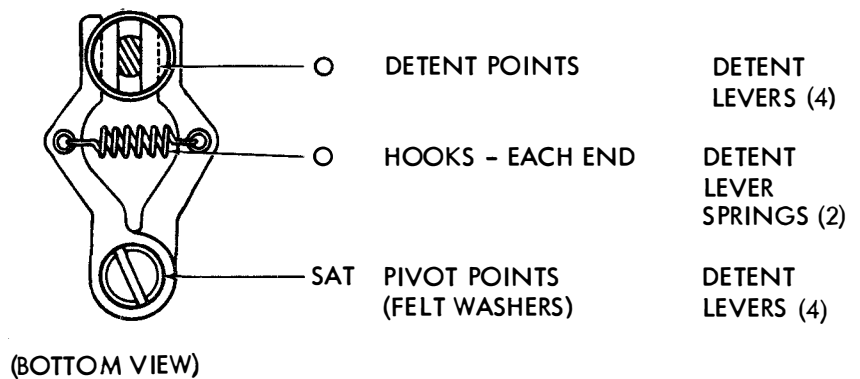 O DETENT POINTS DETENT
LEVERS (4)
O HOOKS - EACH END DETENT
LEVER
SPRINGS (2)
SAT PIVOT POINTS DETENT
(FELT WASHERS) LEVERS (4)
(BOTTOM VIEW)